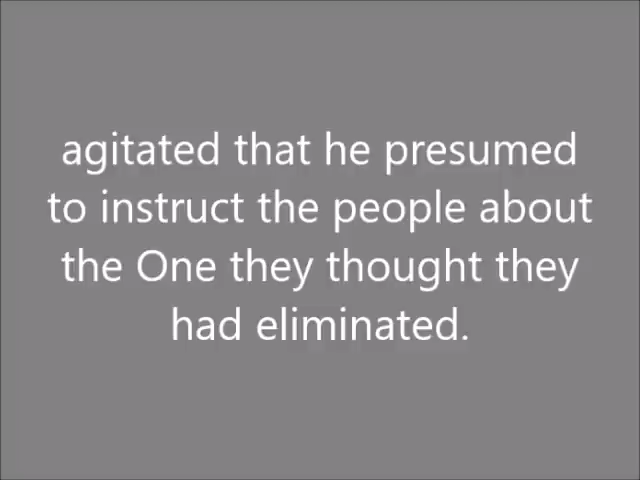 agitated that he presumed
to instruct the people about
the One they thought they
had eliminated.